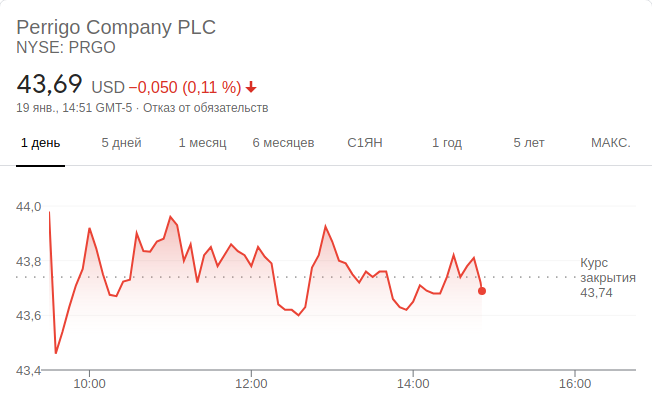 Perrigo Company PLC
NYSE: PRGO
43,69 USD −0,050 (0,11 %)
19 янв., 14:51 GMT-5 · Отказ от обязательств
1 день 5 дней 1 месяц 6 месяцев С1ЯН 1 год 5 лет МАКС.
44,0
43,8
43,6
43,4
Курс
закрытия
43,74
10:00 12:00 14:00 16:00